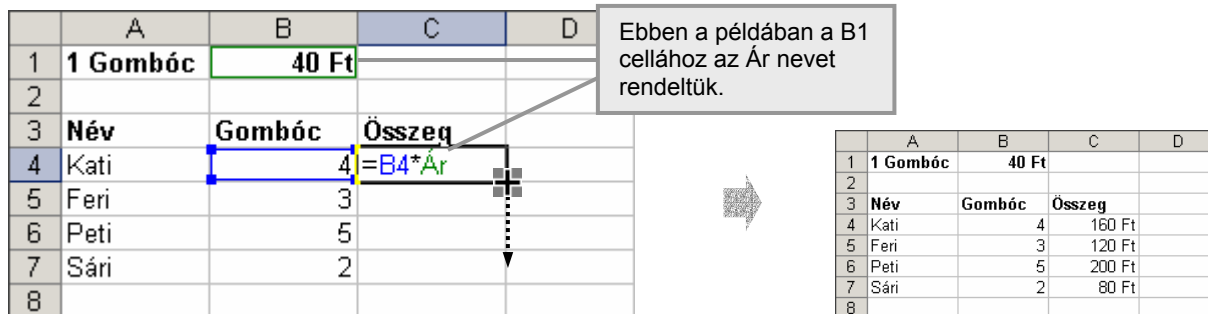 A B C D
1 1 Gombóc 40 Ft
2
3 Név Gombóc Összeg
4 Kati 4 =B4*Ár
5 Feri 3
6 Peti 5
7 Sári 2
8
Ebben a példában a B1
cellához az Ár nevet
rendeltük.
A B C D
1 1 Gombóc 40 Ft
2
3 Név Gombóc Összeg
4 Kati 4 160 Ft
5 Feri 3 120 Ft
6 Peti 5 200 Ft
7 Sári 2 80 Ft
8